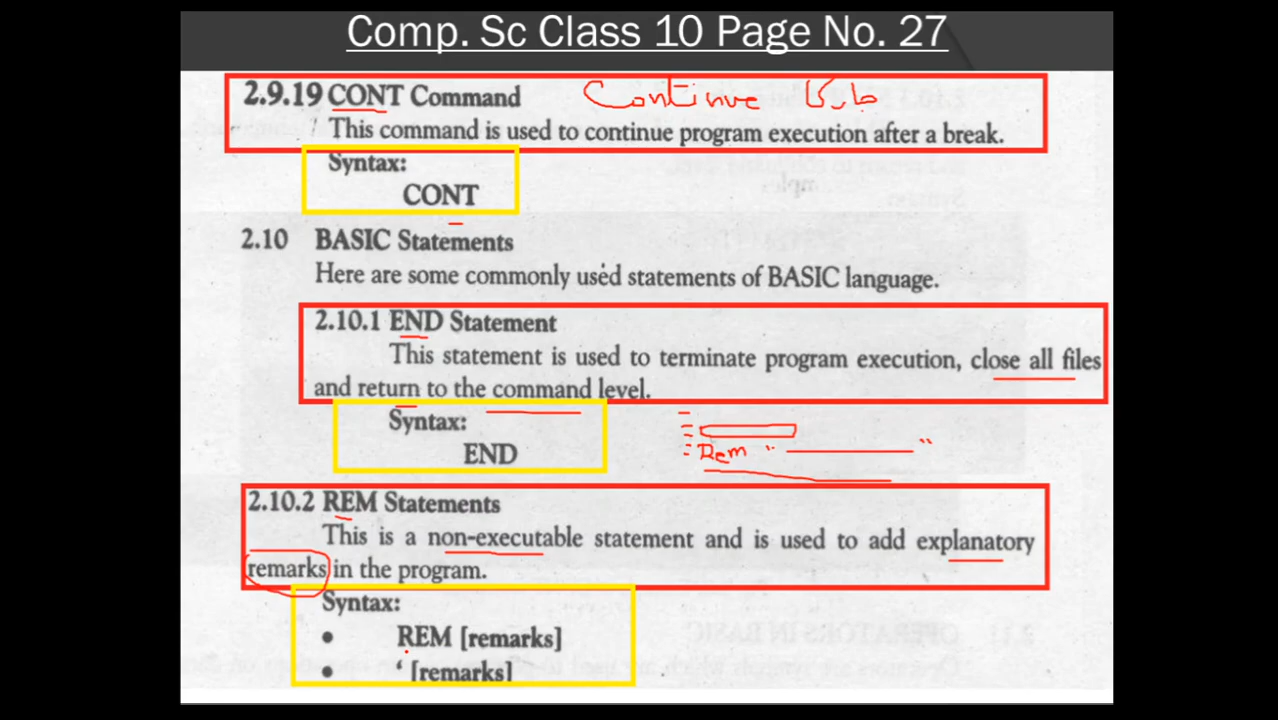 Comp. Sc Class 10 Page No. 27
2.9.19 CONT Command Continue جاری
This command is used to continue program execution after a break.
Syntax:
CONT
2.10 BASIC Statements
Here are some commonly used statements of BASIC language.
2.10.1 END Statement
This statement is used to terminate program execution, close all files
and return to the command level.
Syntax:
END
Rem " "
2.10.2 REM Statements
This is a non-executable statement and is used to add explanatory
remarks in the program.
Syntax:
• REM [remarks]
• ‘ [remarks]